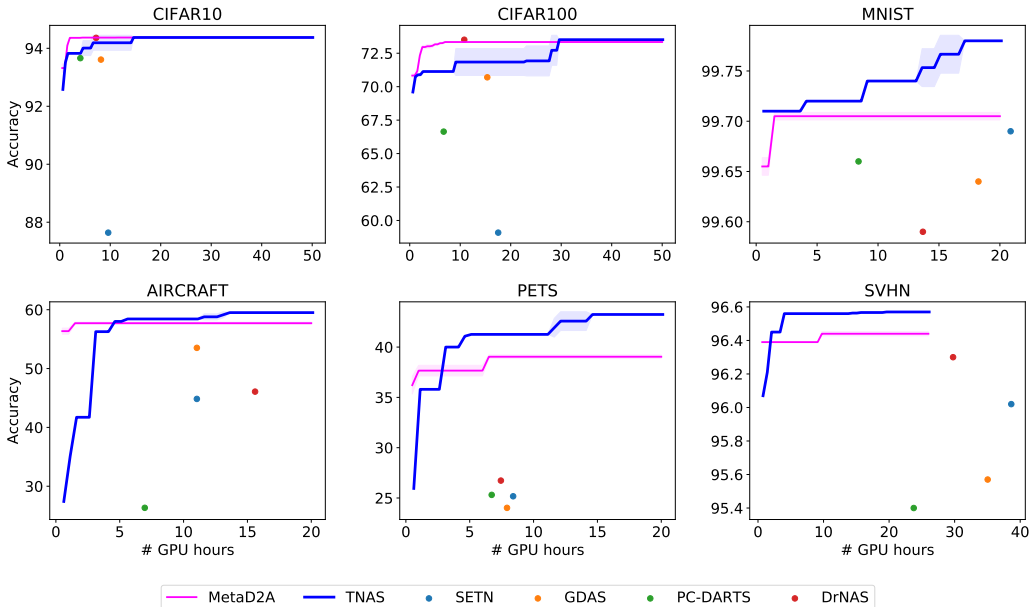 CIFAR10 CIFAR100 MNIST
94 92 90 88
Accuracy
0 10 20 30 40 50
72.5 70.0 67.5 65.0 62.5 60.0
0 10 20 30 40 50
99.75 99.70 99.65 99.60
0 5 10 15 20
AIRCRAFT PETS SVHN
60 50 40 30
Accuracy
0 5 10 15 20
# GPU hours
40 35 30 25
0 5 10 15 20
# GPU hours
96.6 96.4 96.2 96.0 95.8 95.6 95.4
0 10 20 30 40
# GPU hours
MetaD2A TNAS SETN GDAS PC-DARTS DrNAS